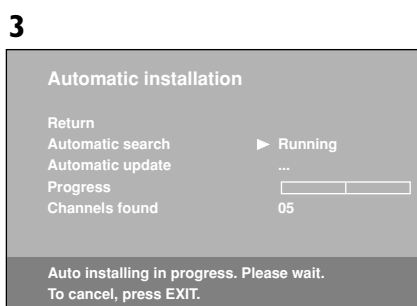 3
Automatic installation
Return
Automatic search ▶ Running
Automatic update ...
Progress
Channels found 05
Auto installing in progress. Please wait.
To cancel, press EXIT.